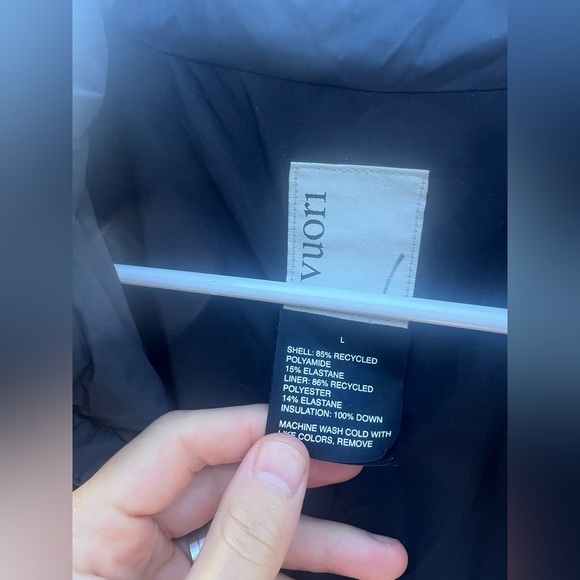 vuori
L
SHELL: 85% RECYCLED
POLYAMIDE
15% ELASTANE
LINER: 86% RECYCLED
POLYESTER
14% ELASTANE
INSULATION: 100% DOWN
MACHINE WASH COLD WITH
LIKE COLORS, REMOVE